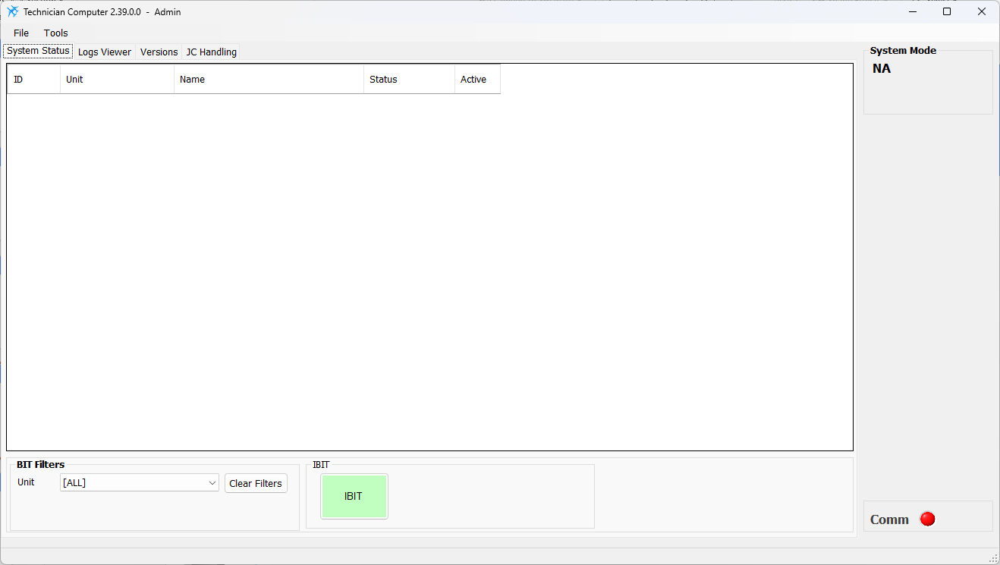 Technician Computer 2.39.0.0 - Admin
File Tools
System Status Logs Viewer Versions JC Handling
System Mode
NA
ID Unit Name Status Active
BIT Filters
Unit [ALL] Clear Filters
IBIT
IBIT
Comm